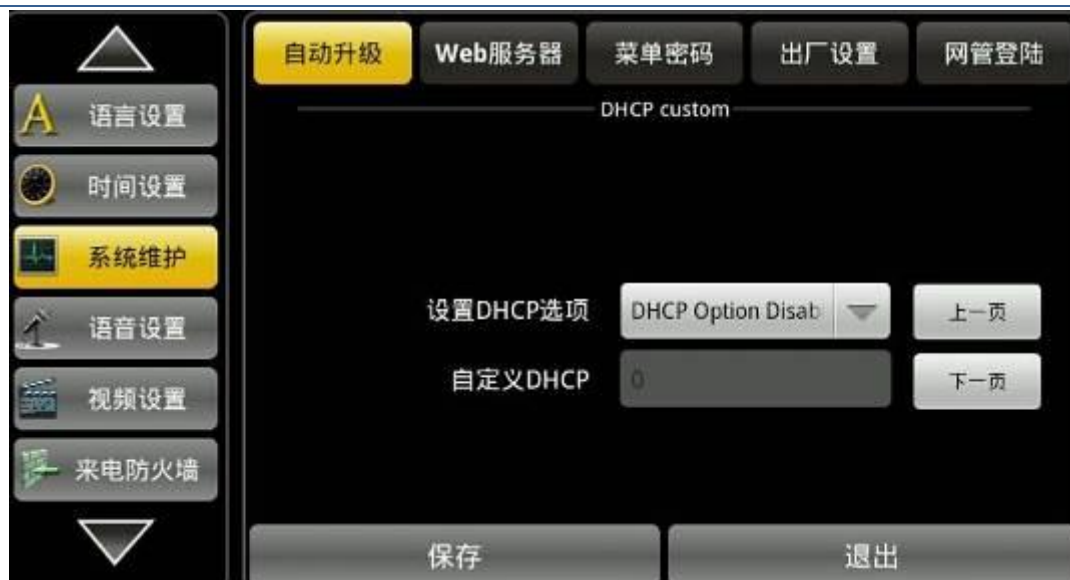 自动升级 Web服务器 菜单密码 出厂设置 网管登陆
DHCP custom
语言设置
时间设置
系统维护
语音设置
视频设置
来电防火墙
设置DHCP选项 DHCP Option Disab 上一页
自定义DHCP 0 下一页
保存 退出